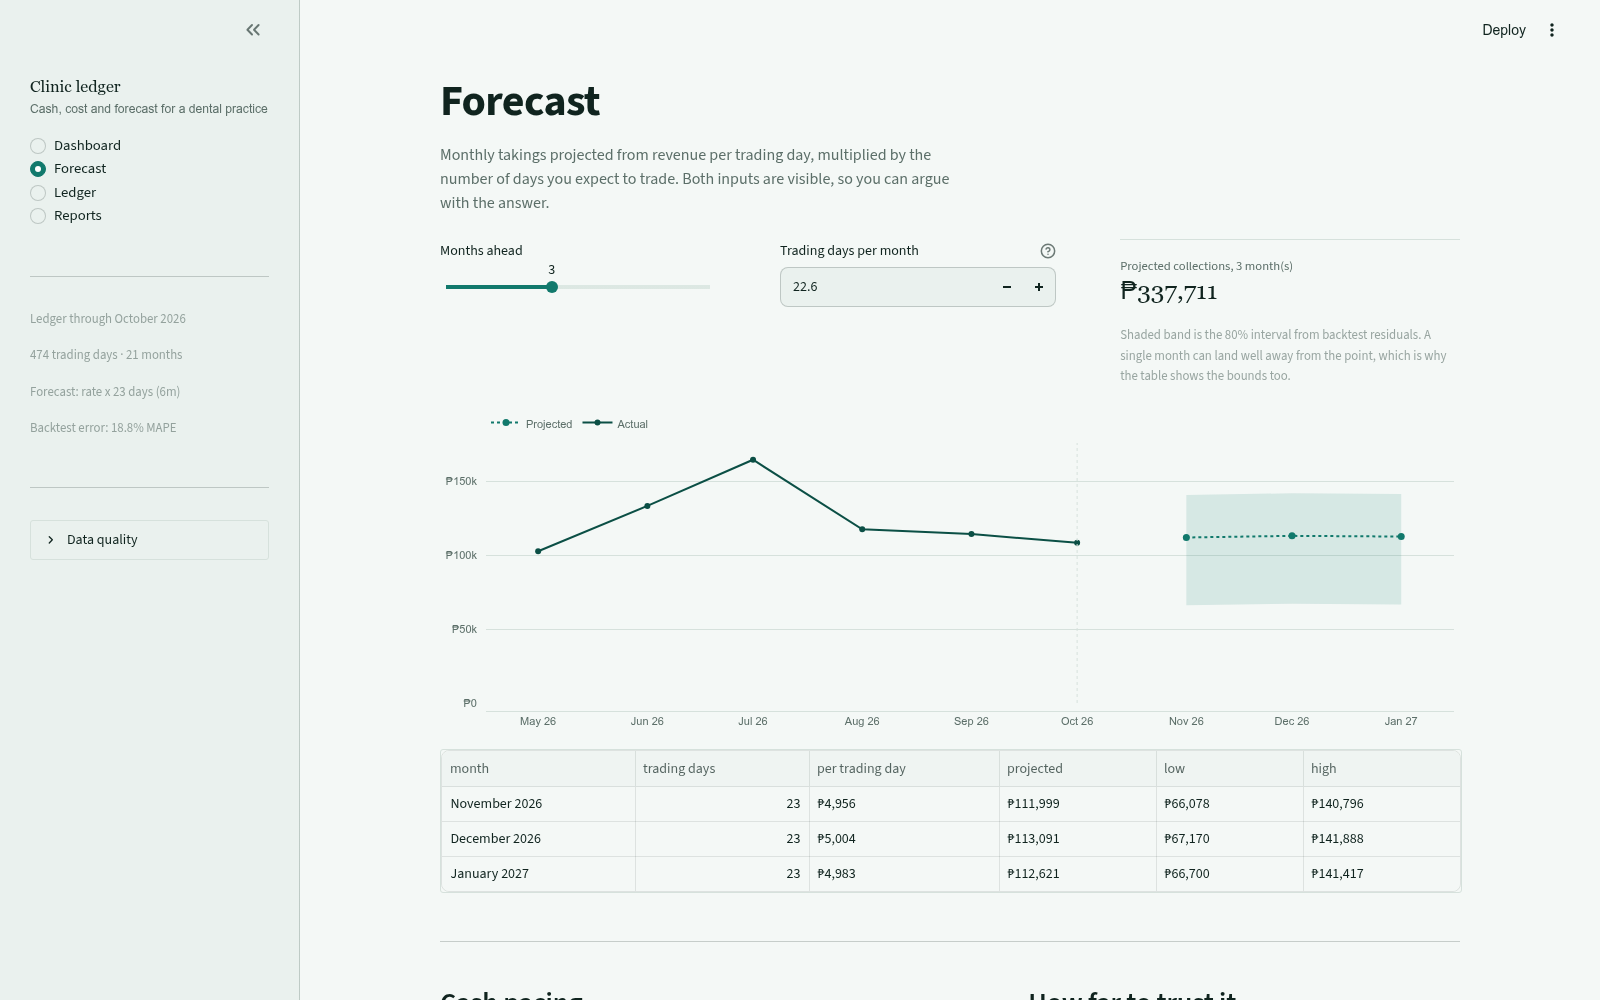 Deploy
Clinic ledger
Cash, cost and forecast for a dental practice
Dashboard
Forecast
Ledger
Reports
Ledger through October 2026
474 trading days · 21 months
Forecast: rate x 23 days (6m)
Backtest error: 18.8% MAPE
Data quality
Forecast
Monthly takings projected from revenue per trading day, multiplied by the
number of days you expect to trade. Both inputs are visible, so you can argue
with the answer.
Months ahead
3
Trading days per month
22.6
Projected collections, 3 month(s)
₱337,711
Shaded band is the 80% interval from backtest residuals. A
single month can land well away from the point, which is why
the table shows the bounds too.
Projected Actual
₱150k
₱100k
₱50k
₱0
May 26 Jun 26 Jul 26 Aug 26 Sep 26 Oct 26 Nov 26 Dec 26 Jan 27
month trading days per trading day projected low high
November 2026 23 ₱4,956 ₱111,999 ₱66,078 ₱140,796
December 2026 23 ₱5,004 ₱113,091 ₱67,170 ₱141,888
January 2027 23 ₱4,983 ₱112,621 ₱66,700 ₱141,417
Cash pacing How far to trust it